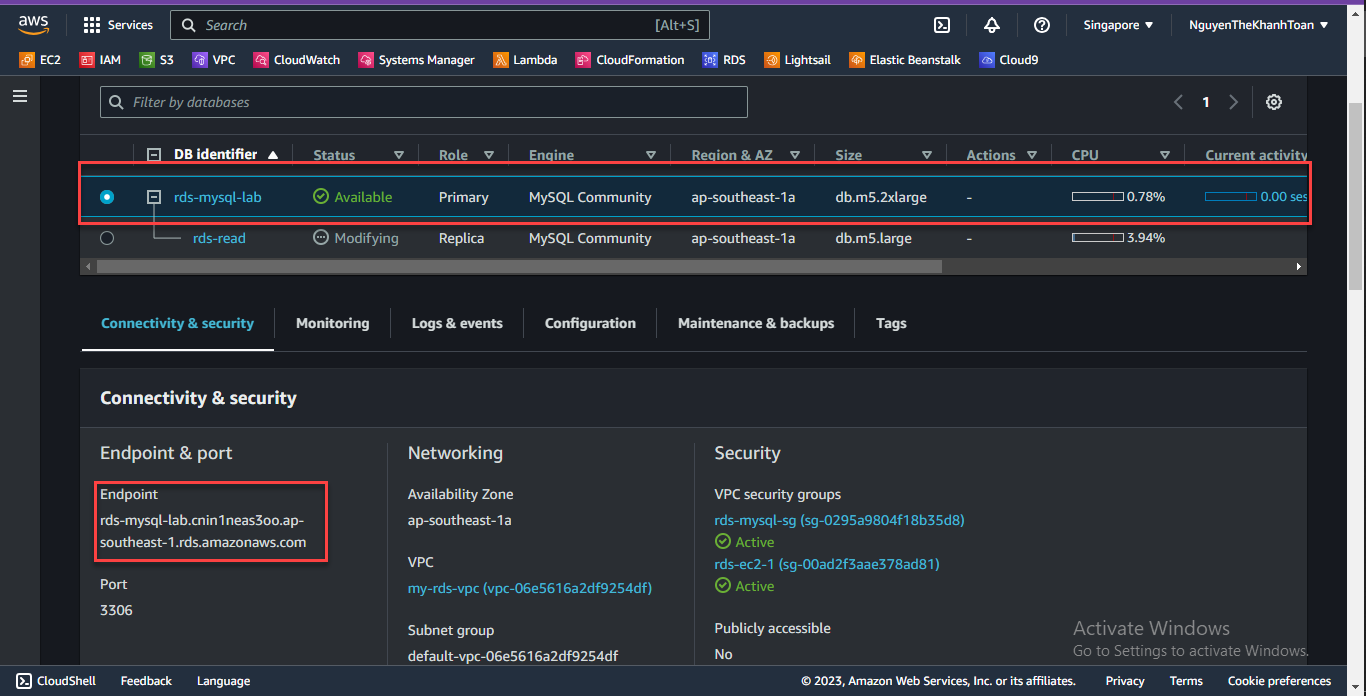 aws Services Search [Alt+S] Singapore NguyenTheKhanhToan
EC2 IAM S3 VPC CloudWatch Systems Manager Lambda CloudFormation RDS Lightsail Elastic Beanstalk Cloud9
Filter by databases 1
DB identifier Status Role Engine Region & AZ Size Actions CPU Current activity
rds-mysql-lab Available Primary MySQL Community ap-southeast-1a db.m5.2xlarge - 0.78% 0.00 ses
rds-read Modifying Replica MySQL Community ap-southeast-1a db.m5.large - 3.94%
Connectivity & security Monitoring Logs & events Configuration Maintenance & backups Tags
Connectivity & security
Endpoint & port
Endpoint
rds-mysql-lab.cnin1neas3oo.ap-
southeast-1.rds.amazonaws.com
Port
3306
Networking
Availability Zone
ap-southeast-1a
VPC
my-rds-vpc (vpc-06e5616a2df9254df)
Subnet group
default-vpc-06e5616a2df9254df
Security
VPC security groups
rds-mysql-sg (sg-0295a9804f18b35d8)
Active
rds-ec2-1 (sg-00ad2f3aae378ad81)
Active
Publicly accessible
No
Activate Windows
Go to Settings to activate Windows.
CloudShell Feedback Language © 2023, Amazon Web Services, Inc. or its affiliates. Privacy Terms Cookie preferences